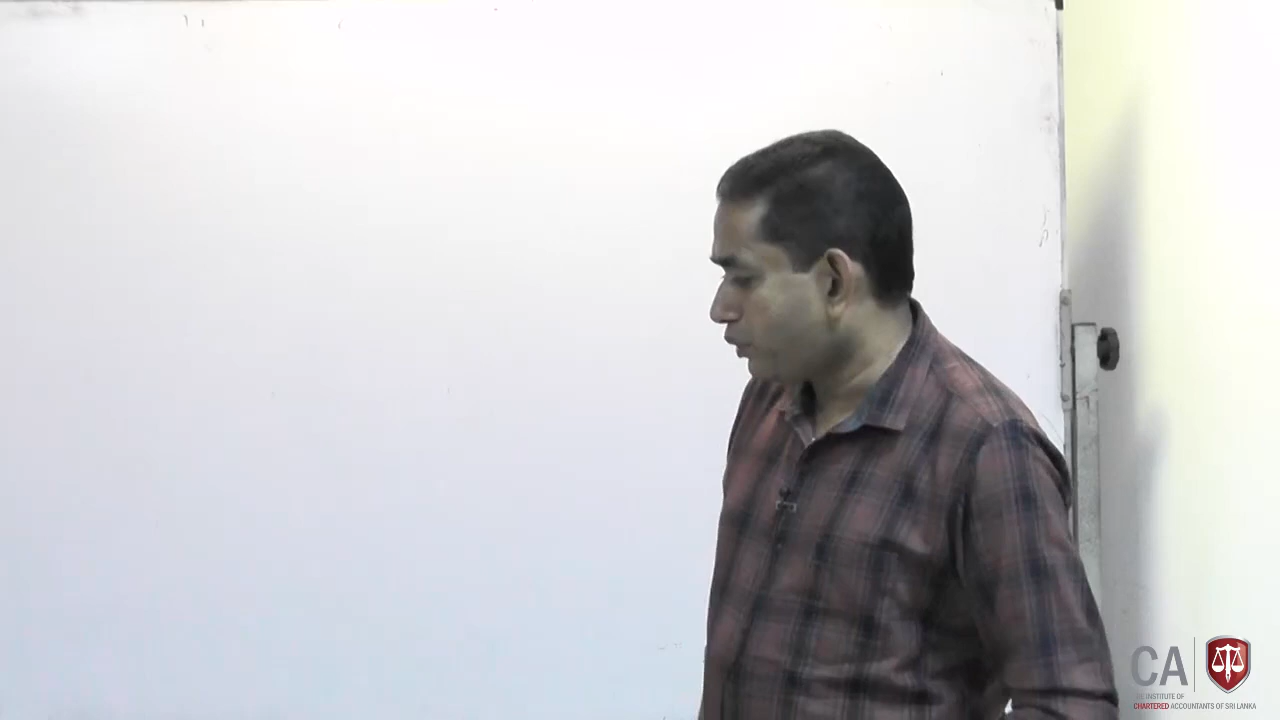 CA
THE INSTITUTE OF
CHARTERED ACCOUNTANTS OF SRI LANKA